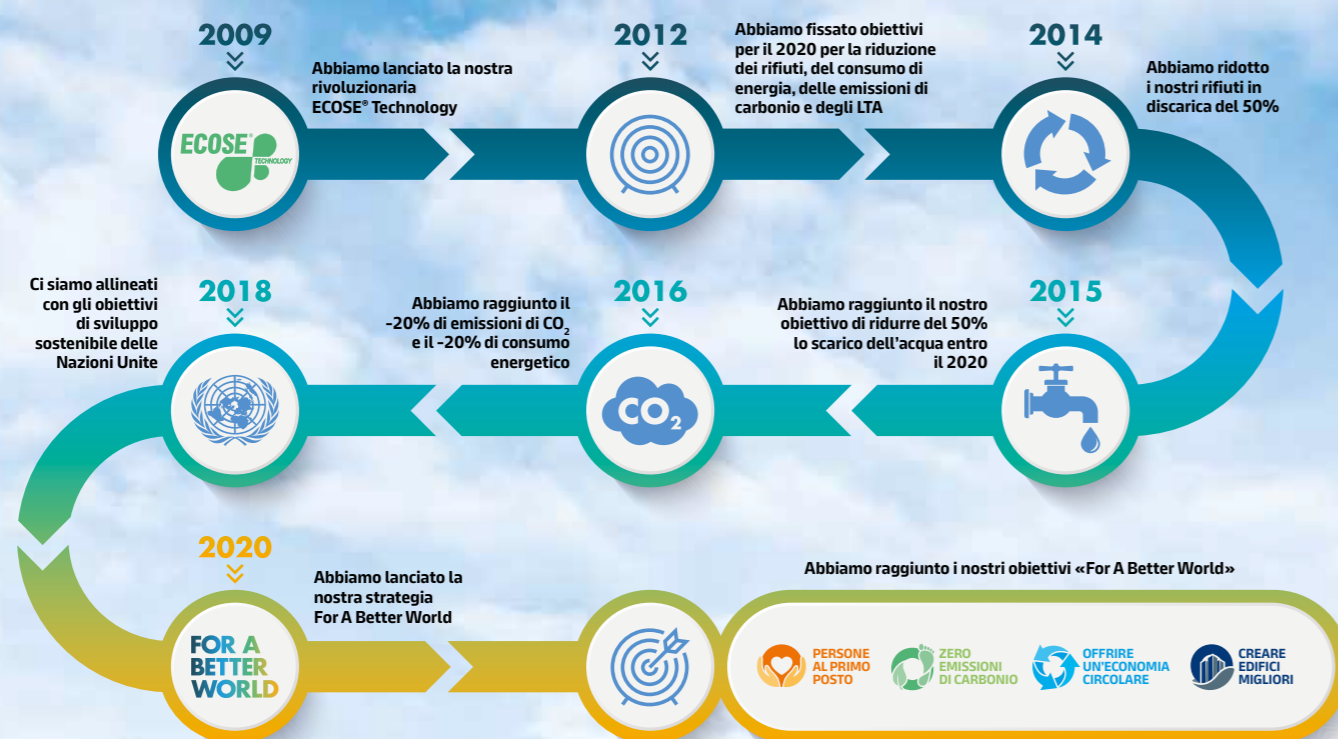 2009
Abbiamo lanciato la nostra
rivoluzionaria
ECOSE® Technology
ECOSE®
TECHNOLOGY
2012
Abbiamo fissato obiettivi
per il 2020 per la riduzione
dei rifiuti, del consumo di
energia, delle emissioni di
carbonio e degli LTA
2014
Abbiamo ridotto
i nostri rifiuti in
discarica del 50%
2015
Abbiamo raggiunto il nostro
obiettivo di ridurre del 50%
lo scarico dell’acqua entro
il 2020
2016
Abbiamo raggiunto il
-20% di emissioni di CO₂
e il -20% di consumo
energetico
CO₂
2018
Ci siamo allineati
con gli obiettivi
di sviluppo
sostenibile delle
Nazioni Unite
2020
Abbiamo lanciato la
nostra strategia
For A Better World
FOR A
BETTER
WORLD
Abbiamo raggiunto i nostri obiettivi «For A Better World»
PERSONE
AL PRIMO
POSTO
ZERO
EMISSIONI
DI CARBONIO
OFFRIRE
UN’ECONOMIA
CIRCOLARE
CREARE
EDIFICI
MIGLIORI